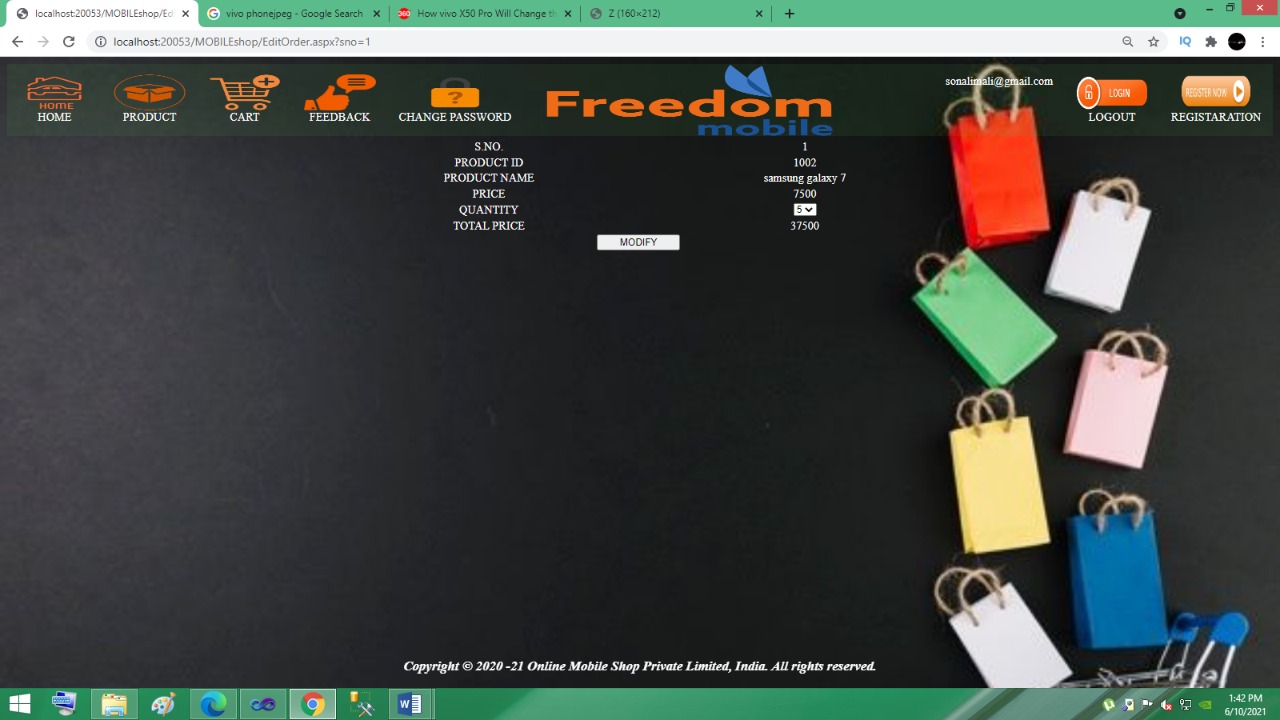 localhost:20053/MOBILEshop/Edi
vivo phonejpeg - Google Search
360 How vivo X50 Pro Will Change th
Z (160×212)
localhost:20053/MOBILEshop/EditOrder.aspx?sno=1
IQ
HOME
HOME
PRODUCT
CART
FEEDBACK
?
CHANGE PASSWORD
Freedom
mobile
sonalimali@gmail.com
LOGIN
LOGOUT
REGISTER NOW
REGISTARATION
S.NO. 1
PRODUCT ID 1002
PRODUCT NAME samsung galaxy 7
PRICE 7500
QUANTITY 5
TOTAL PRICE 37500
MODIFY
Copyright © 2020 -21 Online Mobile Shop Private Limited, India. All rights reserved.
1:42 PM
6/10/2021